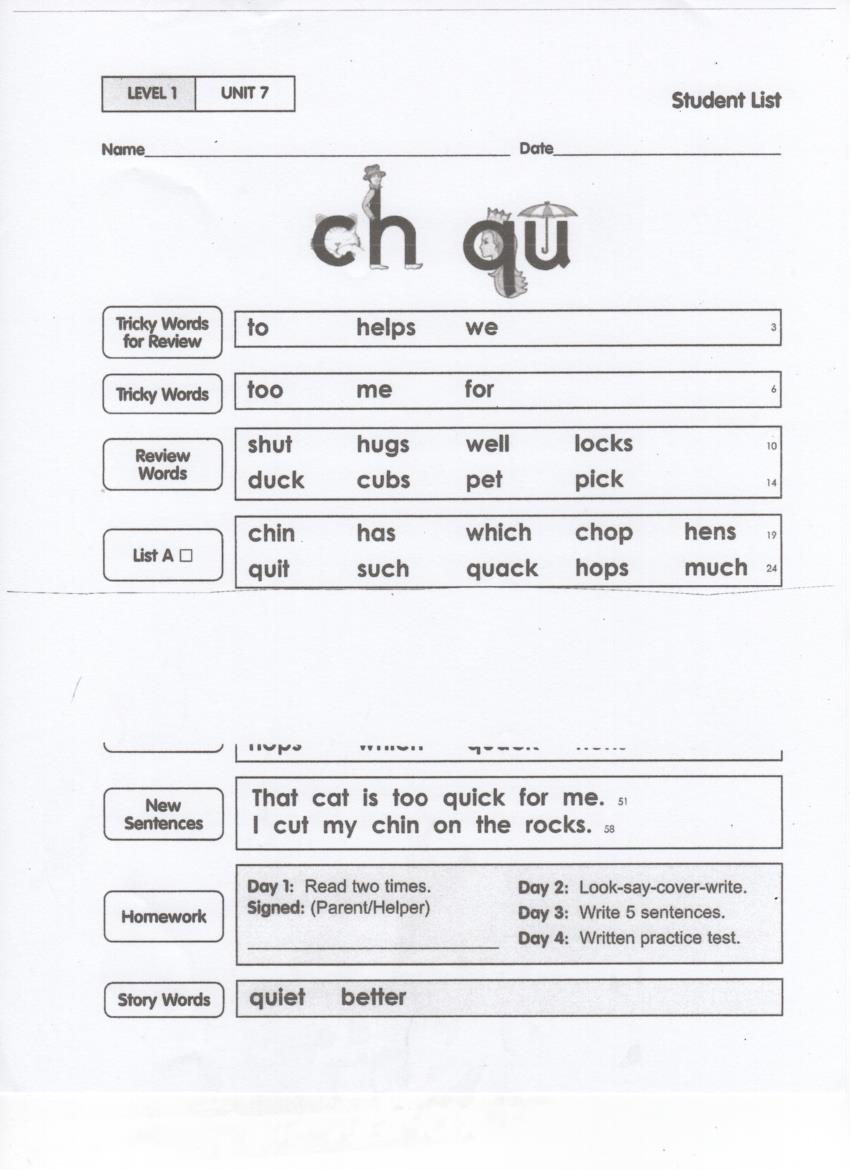 LEVEL 1 UNIT 7
Student List
Name Date
ch qu
Tricky Words for Review
to helps we 3
Tricky Words
too me for 6
Review Words
shut hugs well locks 10
duck cubs pet pick 14
List A
chin has which chop hens 19
quit such quack hops much 24
New Sentences
That cat is too quick for me. 51
I cut my chin on the rocks. 58
Homework
Day 1: Read two times.
Signed: (Parent/Helper)
Day 2: Look-say-cover-write.
Day 3: Write 5 sentences.
Day 4: Written practice test.
Story Words
quiet better